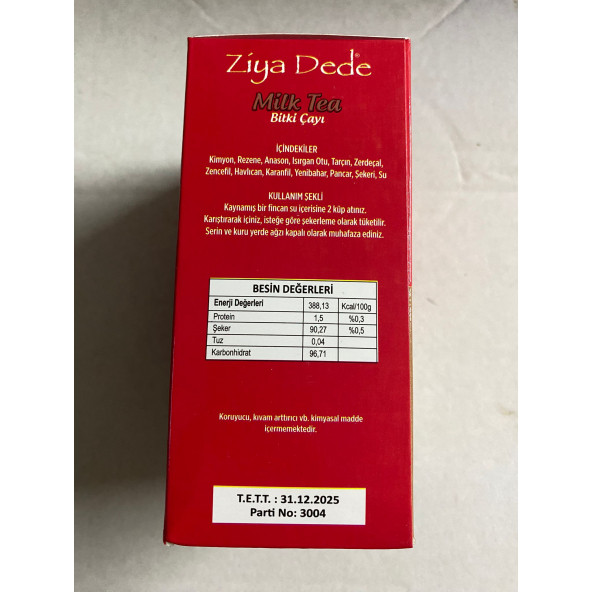 Ziya Dede®
Milk Tea
Bitki Çayı
İÇİNDEKİLER
Kimyon, Rezene, Anason, Isırgan Otu, Tarçın, Zerdeçal,
Zencefil, Havlıcan, Karanfil, Yenibahar, Pancar, Şekeri, Su
KULLANIM ŞEKLİ
Kaynamış bir fincan su içerisine 2 küp atınız.
Karıştırarak içiniz, isteğe göre şekerleme olarak tüketilir.
Serin ve kuru yerde ağzı kapalı olarak muhafaza ediniz.
BESİN DEĞERLERİ
Enerji Değerleri 388,13 Kcal/100g
Protein 1,5 %0,3
Şeker 90,27 %0,5
Tuz 0,04
Karbonhidrat 96,71
Koruyucu, kıvam arttırıcı vb. kimyasal madde
içermemektedir.
T.E.T.T. : 31.12.2025
Parti No: 3004